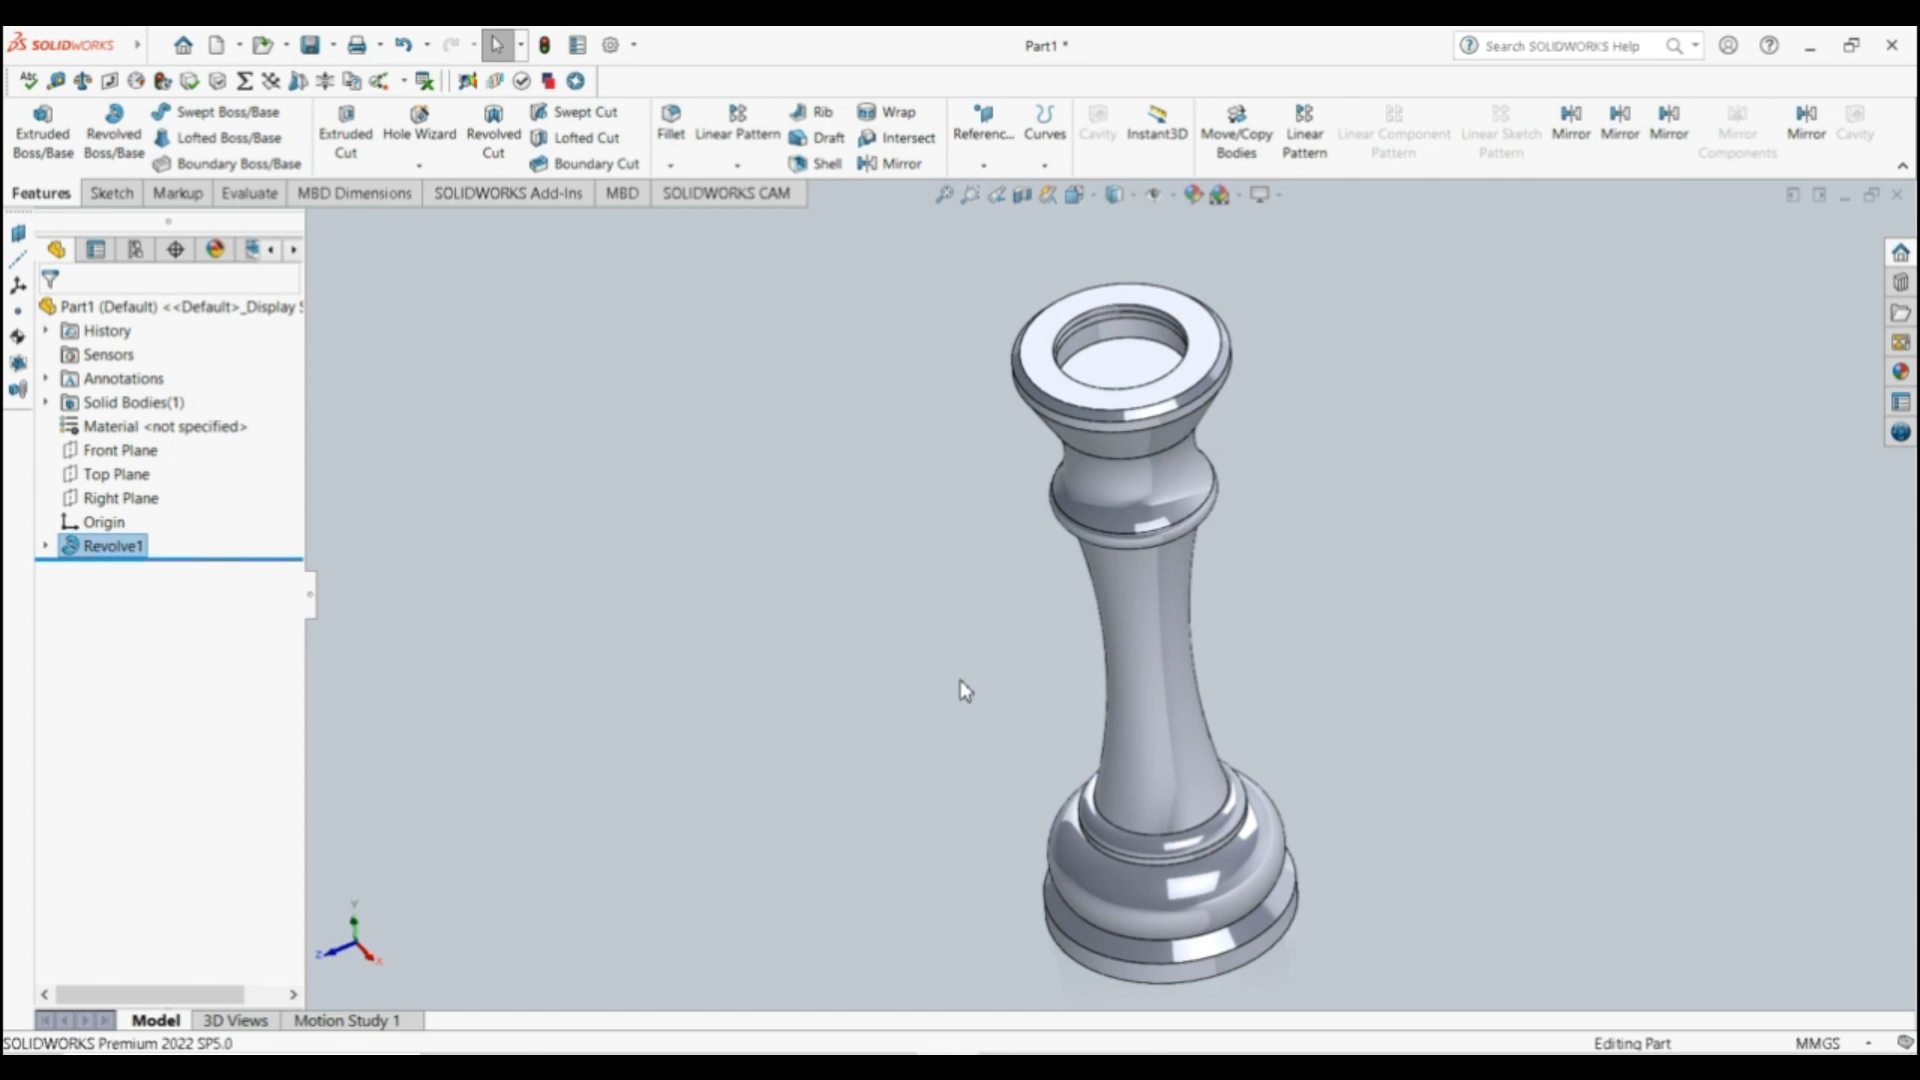 SOLIDWORKS
Part1 *
Search SOLIDWORKS Help
Extruded Boss/Base
Revolved Boss/Base
Swept Boss/Base
Lofted Boss/Base
Boundary Boss/Base
Extruded Cut
Hole Wizard
Revolved Cut
Swept Cut
Lofted Cut
Boundary Cut
Fillet
Linear Pattern
Rib
Draft
Shell
Wrap
Intersect
Mirror
Referenc...
Curves
Cavity
Instant3D
Move/Copy Bodies
Linear Pattern
Linear Component Pattern
Linear Sketch Pattern
Mirror
Mirror
Mirror
Mirror Components
Mirror
Cavity
Features
Sketch
Markup
Evaluate
MBD Dimensions
SOLIDWORKS Add-Ins
MBD
SOLIDWORKS CAM
Part1 (Default) <<Default>_Display S
History
Sensors
Annotations
Solid Bodies(1)
Material <not specified>
Front Plane
Top Plane
Right Plane
Origin
Revolve1
Y
Z
X
Model
3D Views
Motion Study 1
SOLIDWORKS Premium 2022 SP5.0
Editing Part
MMGS